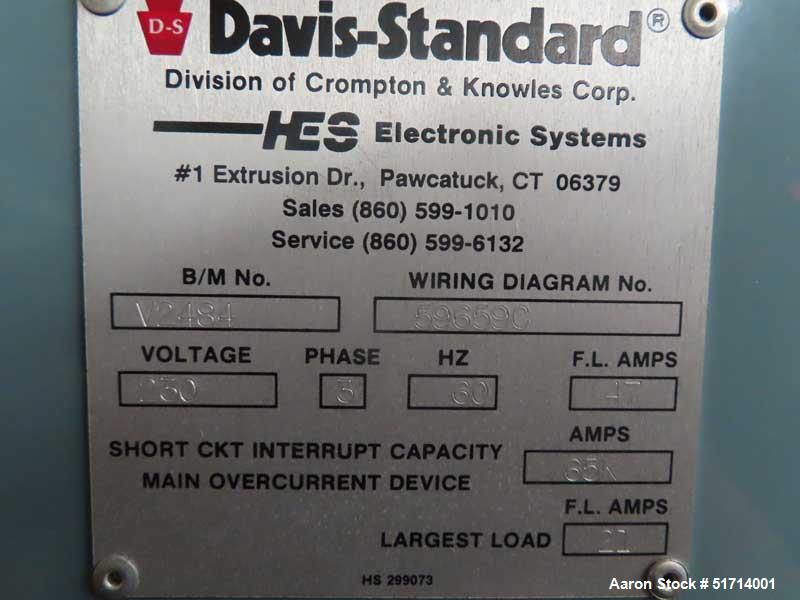 D-S Davis-Standard®
Division of Crompton & Knowles Corp.
HES Electronic Systems
#1 Extrusion Dr., Pawcatuck, CT 06379
Sales (860) 599-1010
Service (860) 599-6132
B/M No. WIRING DIAGRAM No.
V2484 59659C
VOLTAGE PHASE HZ F.L. AMPS
230 3 60 47
SHORT CKT INTERRUPT CAPACITY AMPS
MAIN OVERCURRENT DEVICE 65K
F.L. AMPS
LARGEST LOAD 21
HS 299073
Aaron Stock # 51714001